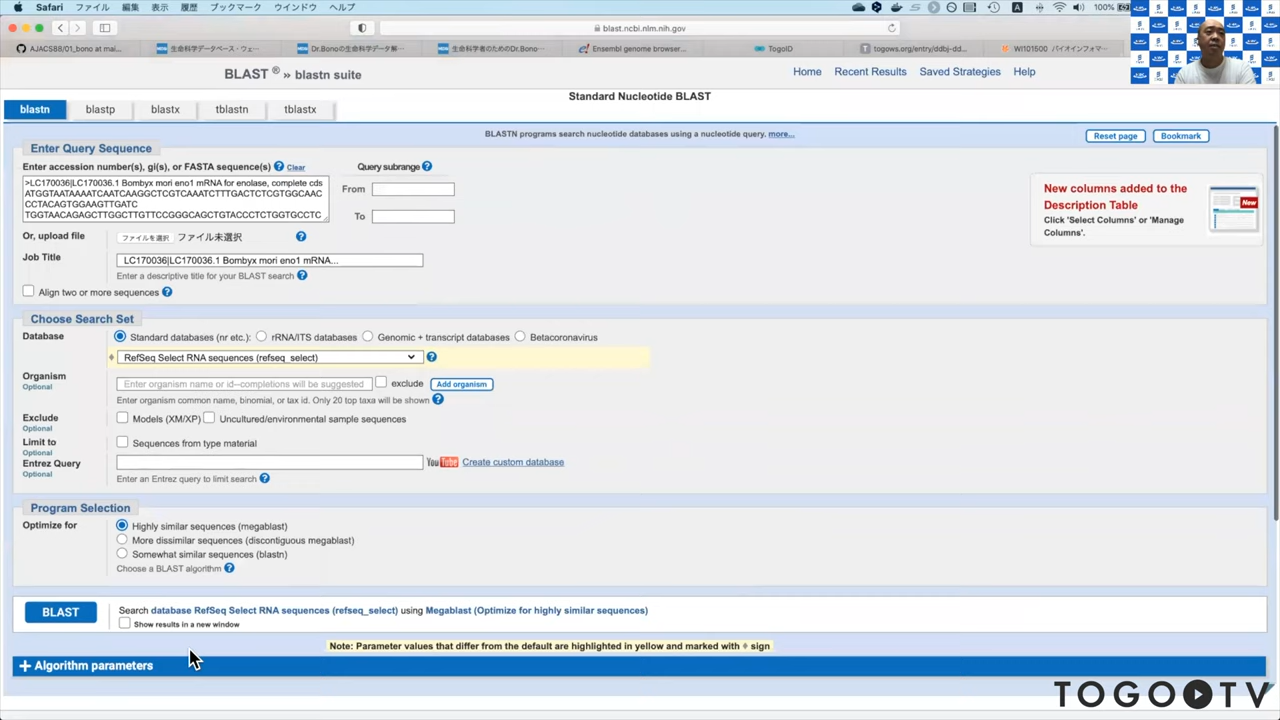 Safari ファイル 編集 表示 履歴 ブックマーク ウインドウ ヘルプ
100%
blast.ncbi.nlm.nih.gov
AJACS88/01_bono at mai...
生命科学データベース・ウェ…
Dr.Bonoの生命科学データ解…
生命科学者のためのDr.Bono…
Ensembl genome browser...
TogoID
togows.org/entry/ddbj-dd...
WI101500 バイオインフォマー…
BLAST ® » blastn suite
Home Recent Results Saved Strategies Help
Standard Nucleotide BLAST
blastn blastp blastx tblastn tblastx
BLASTN programs search nucleotide databases using a nucleotide query. more...
Reset page Bookmark
Enter Query Sequence
Enter accession number(s), gi(s), or FASTA sequence(s) ? Clear Query subrange ?
>LC170036|LC170036.1 Bombyx mori eno1 mRNA for enolase, complete cds
ATGGTAATAAAATCAATCAAGGCTCGTCAAATCTTTGACTCTCGTGGCAAC
CCTACAGTGGAAGTTGATC
TGGTAACAGAGCTTGGCTTGTTCCGGGCAGCTGTACCCTCTGGTGCCTC
From
To
New columns added to the
Description Table
Click 'Select Columns' or 'Manage
Columns'.
New
Or, upload file ファイルを選択 ファイル未選択 ?
Job Title LC170036|LC170036.1 Bombyx mori eno1 mRNA...
Enter a descriptive title for your BLAST search ?
Align two or more sequences ?
Choose Search Set
Database Standard databases (nr etc.): rRNA/ITS databases Genomic + transcript databases Betacoronavirus
RefSeq Select RNA sequences (refseq_select) ?
Organism
Optional
Enter organism name or id--completions will be suggested exclude Add organism
Enter organism common name, binomial, or tax id. Only 20 top taxa will be shown ?
Exclude
Optional
Models (XM/XP) Uncultured/environmental sample sequences
Limit to
Optional
Sequences from type material
Entrez Query
Optional
YouTube Create custom database
Enter an Entrez query to limit search ?
Program Selection
Optimize for Highly similar sequences (megablast)
More dissimilar sequences (discontiguous megablast)
Somewhat similar sequences (blastn)
Choose a BLAST algorithm ?
BLAST Search database RefSeq Select RNA sequences (refseq_select) using Megablast (Optimize for highly similar sequences)
Show results in a new window
Note: Parameter values that differ from the default are highlighted in yellow and marked with ♦ sign
+ Algorithm parameters
TOGO TV